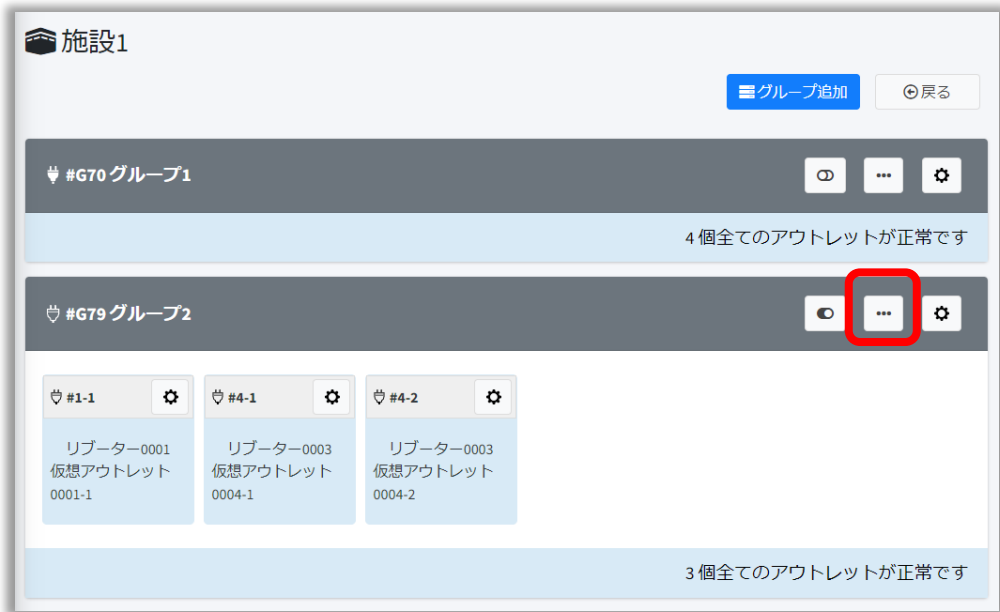 施設1
グループ追加
戻る
#G70 グループ1
4 個全てのアウトレットが正常です
#G79 グループ2
#1-1
リブーター0001
仮想アウトレット
0001-1
#4-1
リブーター0003
仮想アウトレット
0004-1
#4-2
リブーター0003
仮想アウトレット
0004-2
3 個全てのアウトレットが正常です